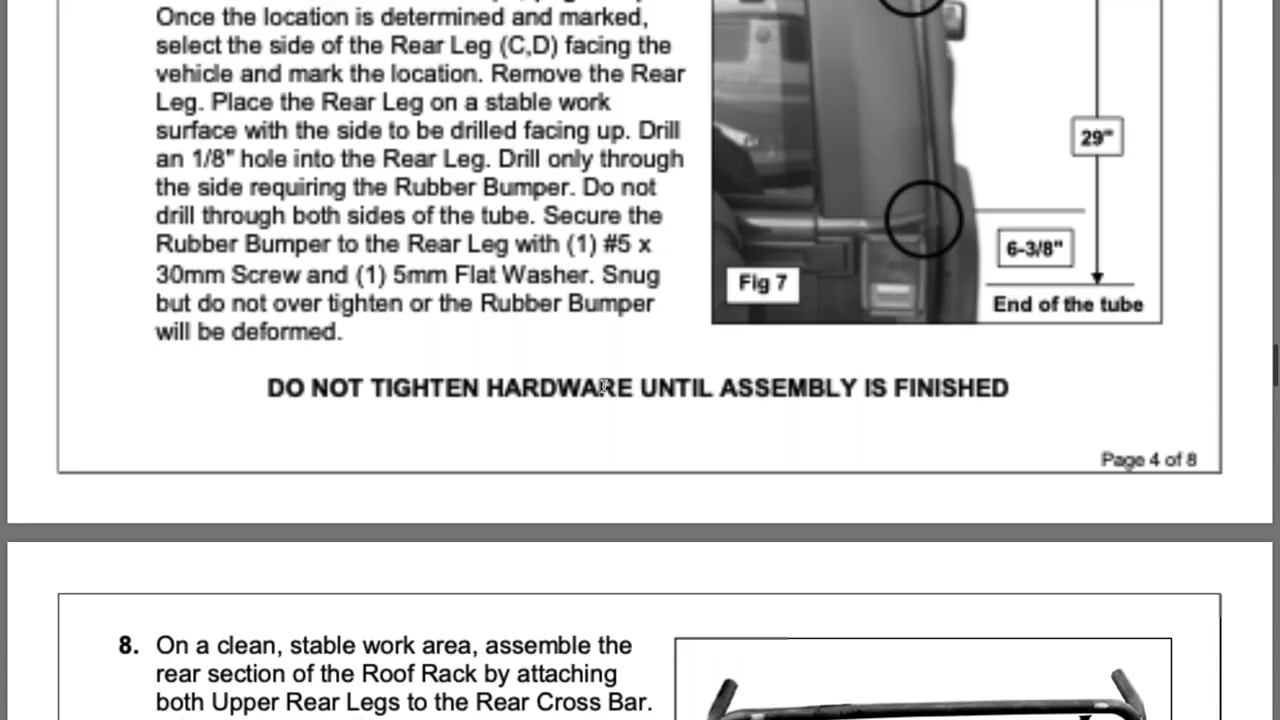 Once the location is determined and marked,
select the side of the Rear Leg (C,D) facing the
vehicle and mark the location. Remove the Rear
Leg. Place the Rear Leg on a stable work
surface with the side to be drilled facing up. Drill
an 1/8" hole into the Rear Leg. Drill only through
the side requiring the Rubber Bumper. Do not
drill through both sides of the tube. Secure the
Rubber Bumper to the Rear Leg with (1) #5 x
30mm Screw and (1) 5mm Flat Washer. Snug
but do not over tighten or the Rubber Bumper
will be deformed.
29"
6-3/8"
Fig 7
End of the tube
DO NOT TIGHTEN HARDWARE UNTIL ASSEMBLY IS FINISHED
Page 4 of 8
8. On a clean, stable work area, assemble the
rear section of the Roof Rack by attaching
both Upper Rear Legs to the Rear Cross Bar.